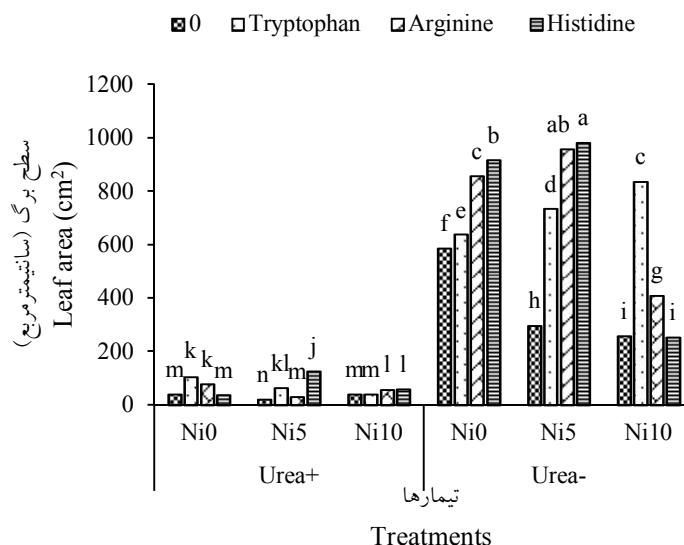 0 Tryptophan Arginine Histidine
سطح برگ (سانتیمترمربع)
Leaf area (cm²)
1200
1000
800
600
400
200
0
m k k m n kl m j m m l l f e c b h d ab a i c g i
Ni0 Ni5 Ni10 Ni0 Ni5 Ni10
Urea+ Urea-
تیمارها
Treatments